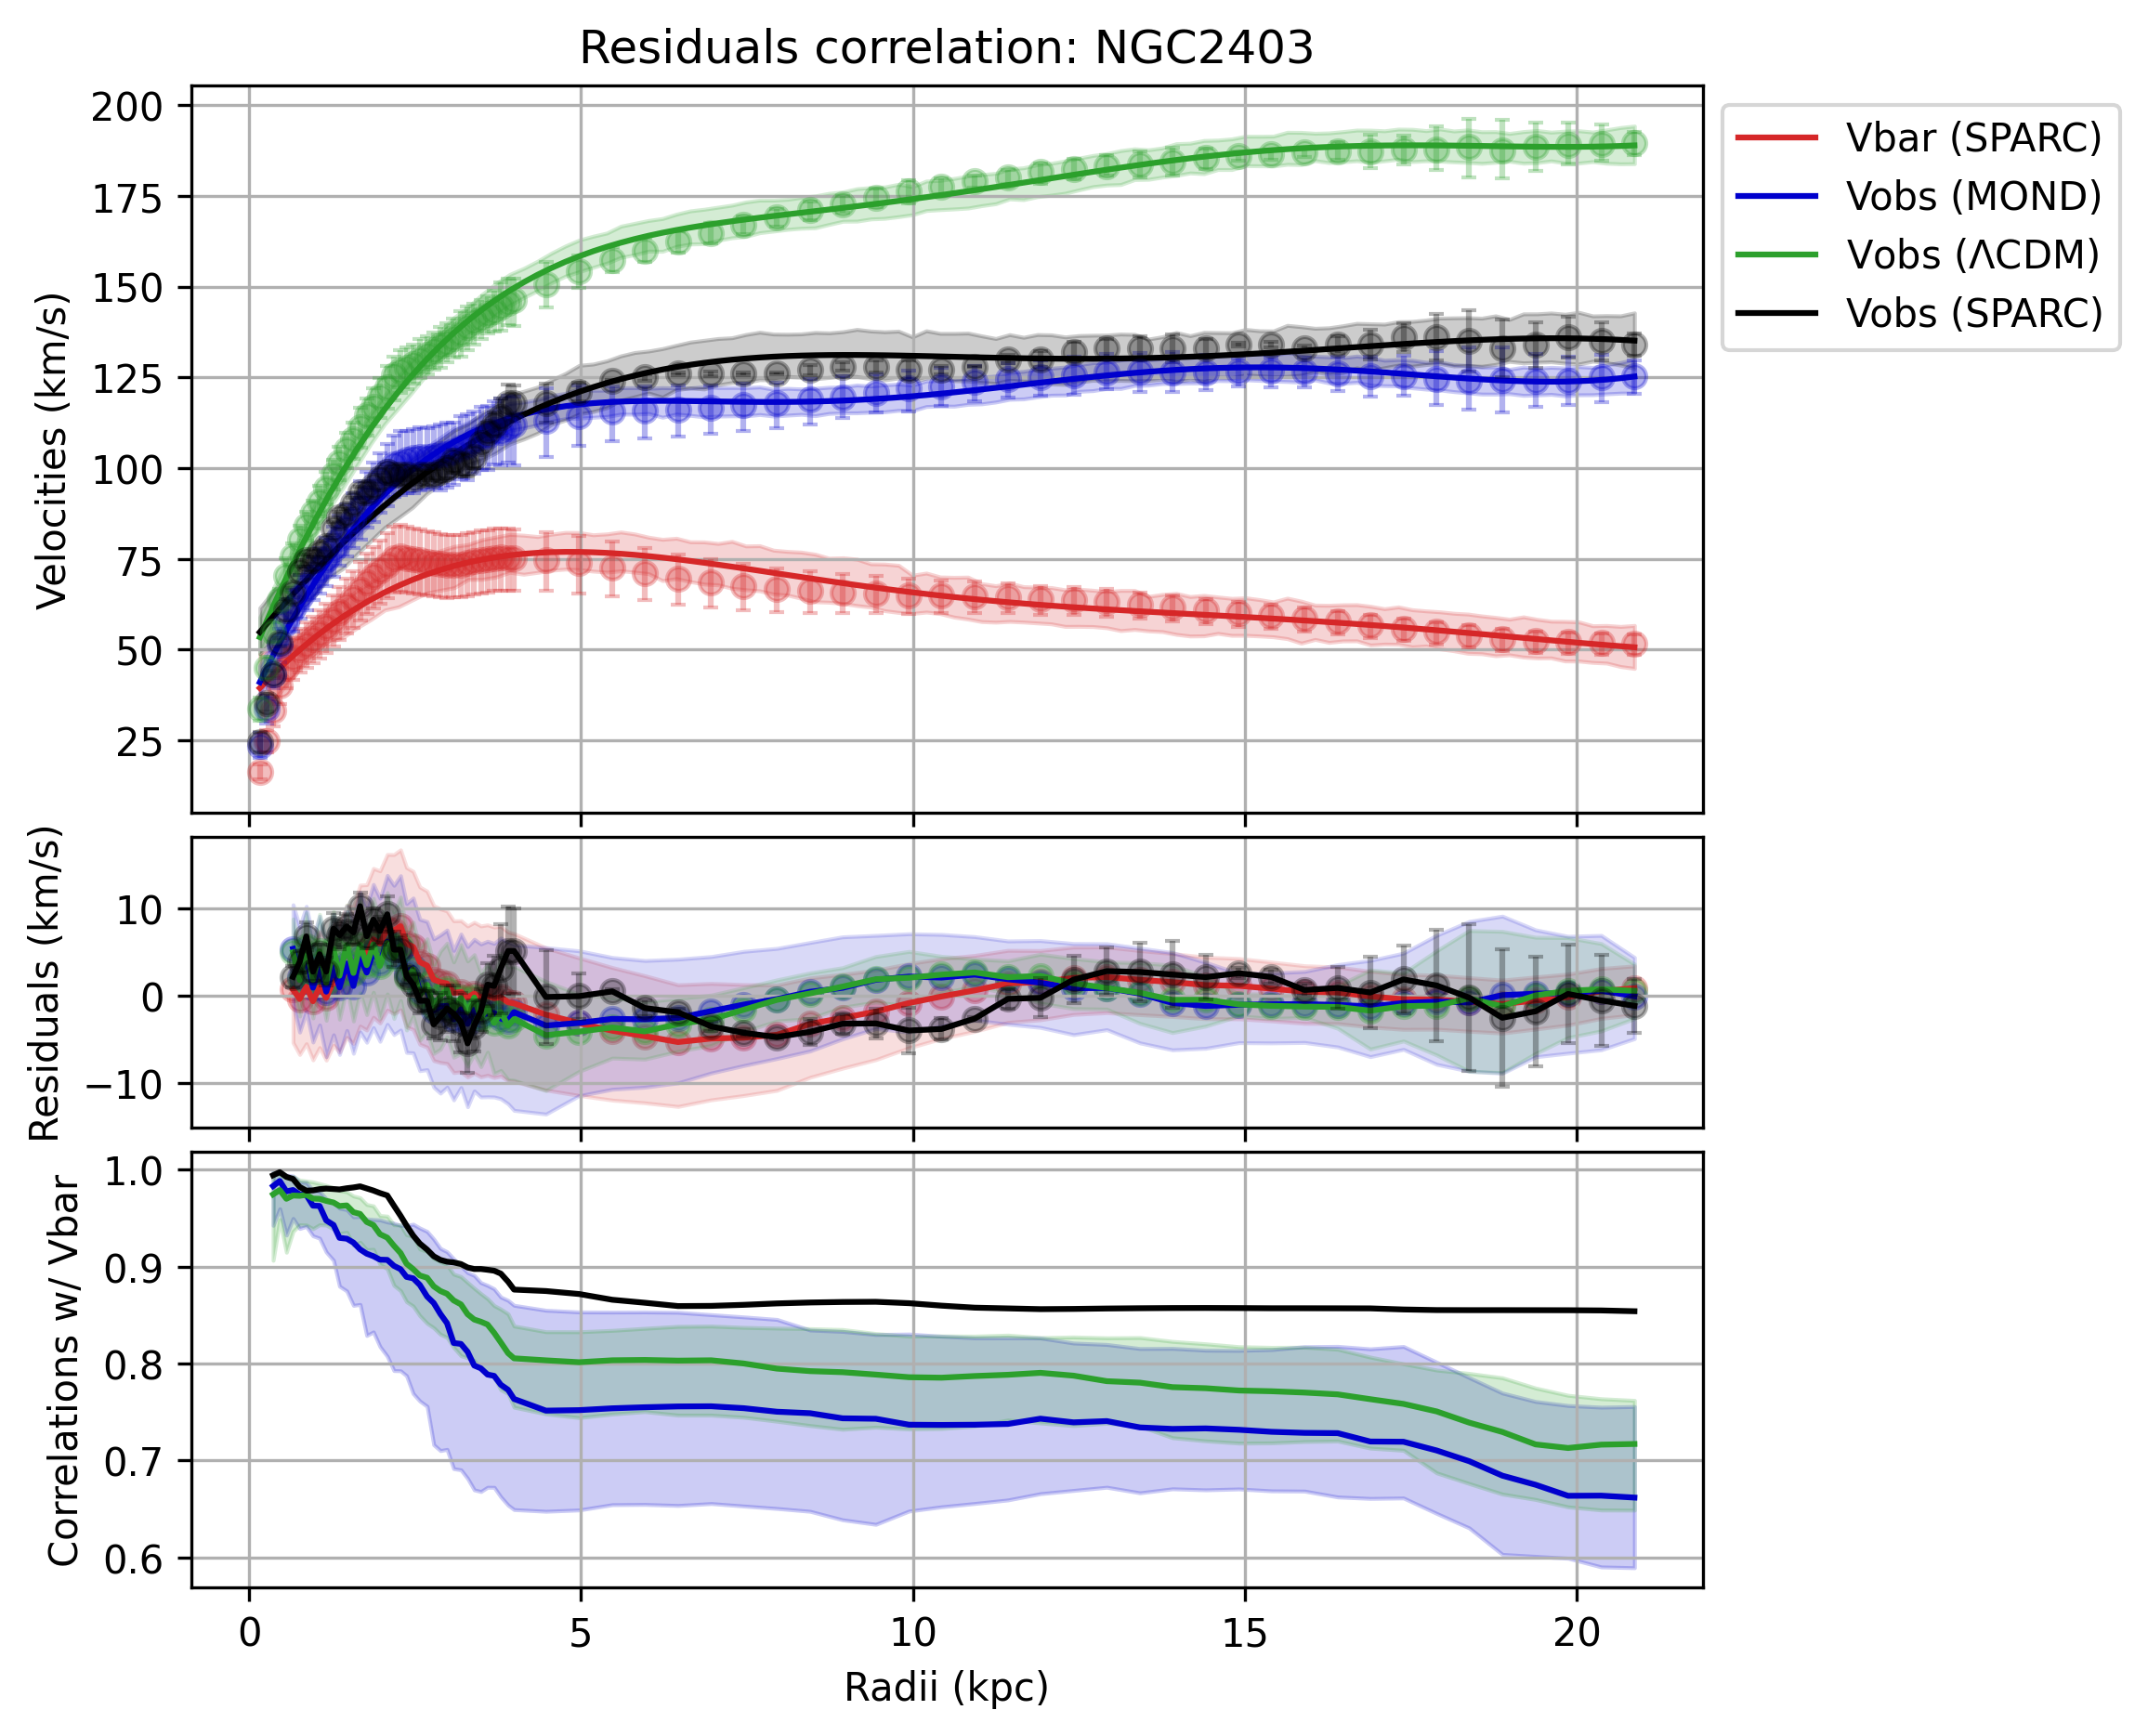 Residuals correlation: NGC2403
Velocities (km/s)
200
175
150
125
100
75
50
25
Vbar (SPARC)
Vobs (MOND)
Vobs (ΛCDM)
Vobs (SPARC)
Residuals (km/s)
10
0
−10
Correlations w/ Vbar
1.0
0.9
0.8
0.7
0.6
0 5 10 15 20
Radii (kpc)